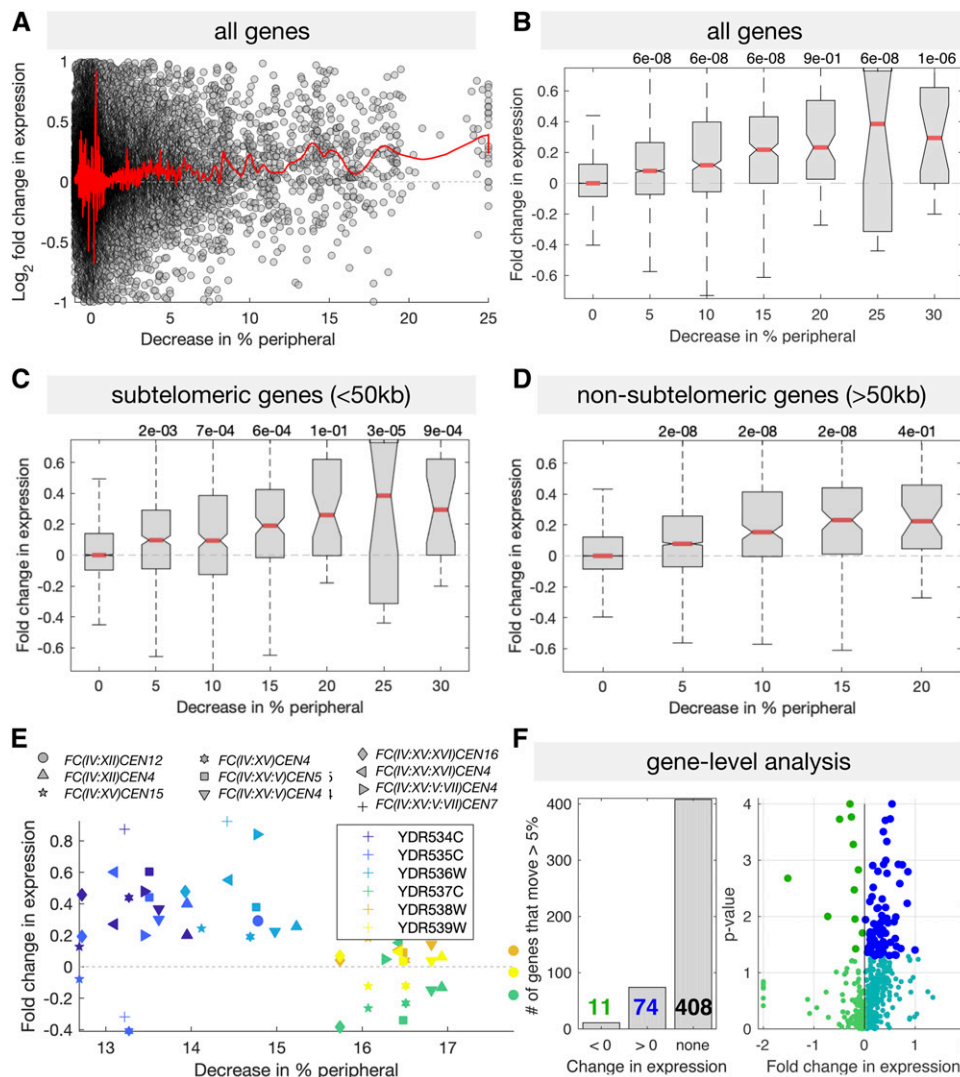 A
all genes
Log2 fold change in expression
1
0.5
0
-0.5
-1
0
5
10
15
20
25
Decrease in % peripheral
B
all genes
6e-08 6e-08 6e-08 9e-01 6e-08 1e-06
Fold change in expression
0.6
0.4
0.2
0
-0.2
-0.4
-0.6
0 5 10 15 20 25 30
Decrease in % peripheral
C
subtelomeric genes (<50kb)
2e-03 7e-04 6e-04 1e-01 3e-05 9e-04
Fold change in expression
0.6
0.4
0.2
0
-0.2
-0.4
-0.6
0 5 10 15 20 25 30
Decrease in % peripheral
D
non-subtelomeric genes (>50kb)
2e-08 2e-08 2e-08 4e-01
Fold change in expression
0.6
0.4
0.2
0
-0.2
-0.4
-0.6
0 5 10 15 20
Decrease in % peripheral
E
FC(IV:XII)CEN12
FC(IV:XII)CEN4
FC(IV:XV)CEN15
FC(IV:XV)CEN4
FC(IV:XV:V)CEN5
FC(IV:XV:V)CEN4
FC(IV:XV:XVI)CEN16
FC(IV:XV:XVI)CEN4
FC(IV:XV:V:VII)CEN4
FC(IV:XV:V:VII)CEN7
YDR534C
YDR535C
YDR536W
YDR537C
YDR538W
YDR539W
Fold change in expression
0.8
0.6
0.4
0.2
0
-0.2
-0.4
13 14 15 16 17
Decrease in % peripheral
F
gene-level analysis
# of genes that move > 5%
400
300
200
100
0
11 74 408
< 0 > 0 none
Change in expression
p-value
4
3
2
1
0
-2 -1 0 1
Fold change in expression